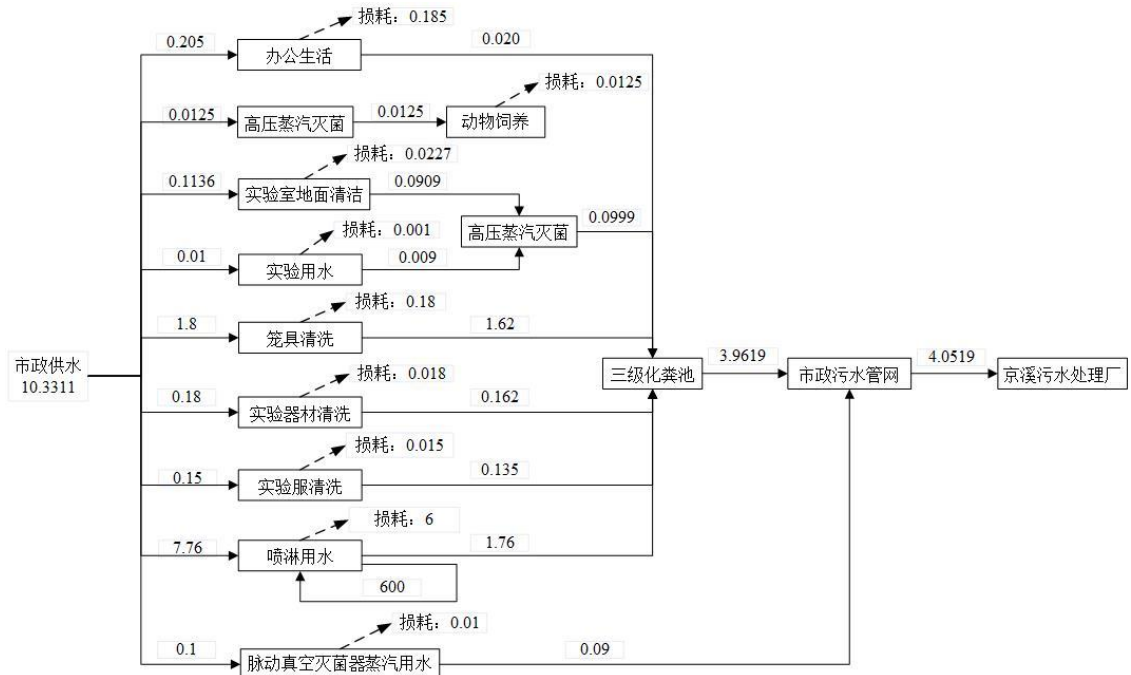 损耗：0.185
0.205
办公生活
0.020
损耗：0.0125
0.0125
高压蒸汽灭菌
0.0125
动物饲养
损耗：0.0227
0.1136
实验室地面清洁
0.0909
高压蒸汽灭菌
0.0999
损耗：0.001
0.01
实验用水
0.009
损耗：0.18
1.8
笼具清洗
1.62
市政供水
10.3311
三级化粪池
3.9619
市政污水管网
4.0519
京溪污水处理厂
损耗：0.018
0.18
实验器材清洗
0.162
损耗：0.015
0.15
实验服清洗
0.135
损耗：6
7.76
喷淋用水
1.76
600
损耗：0.01
0.1
脉动真空灭菌器蒸汽用水
0.09